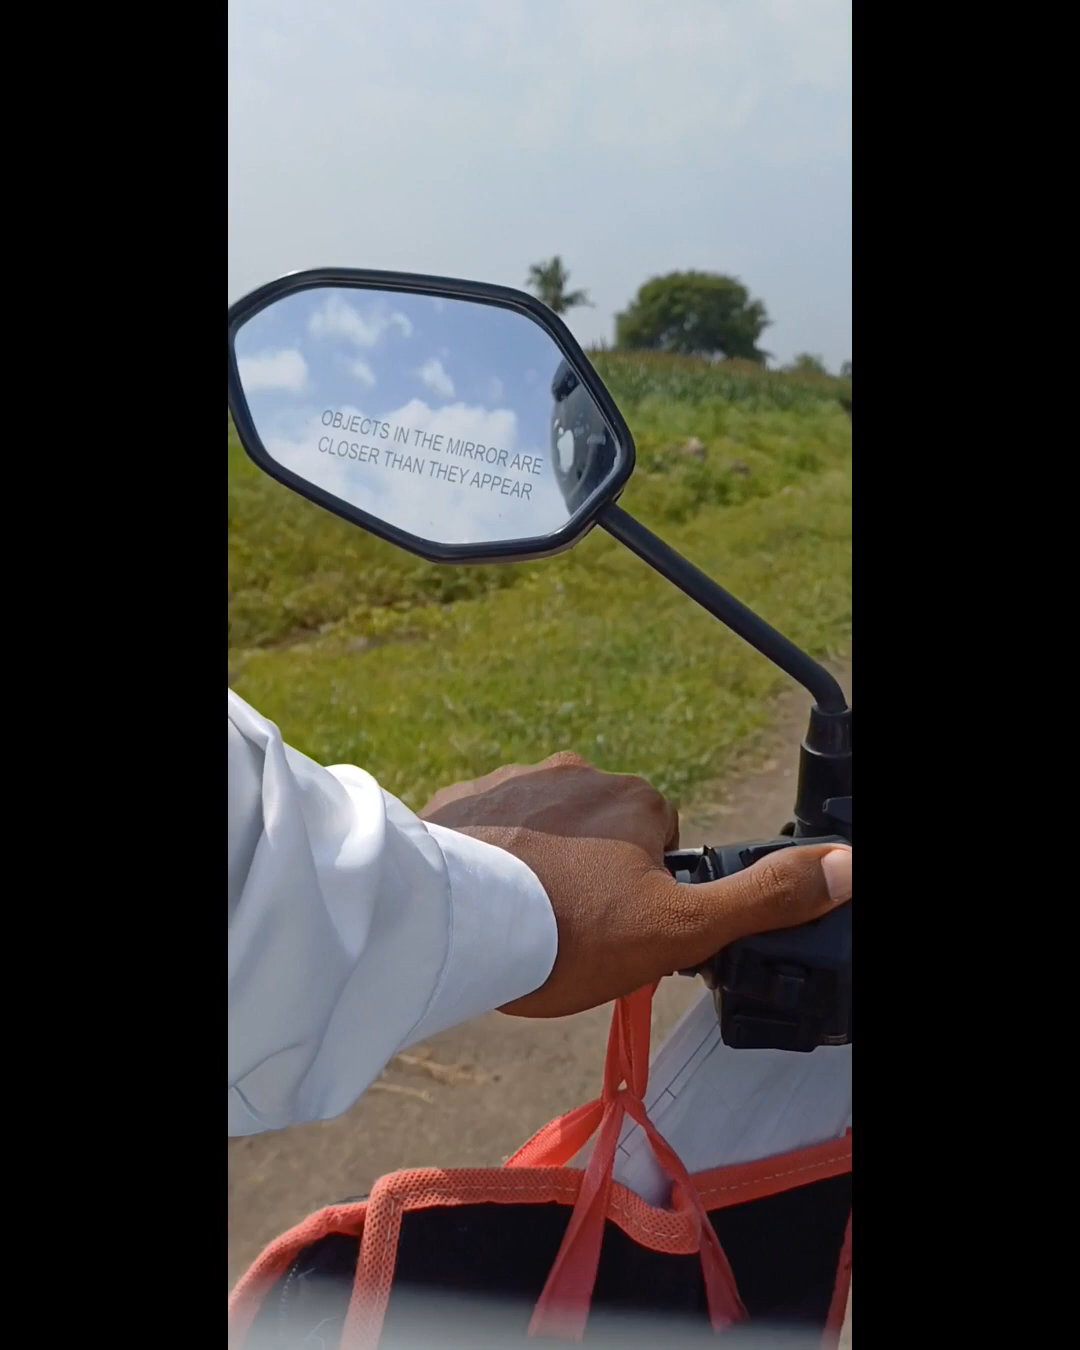 OBJECTS IN THE MIRROR ARE
CLOSER THAN THEY APPEAR